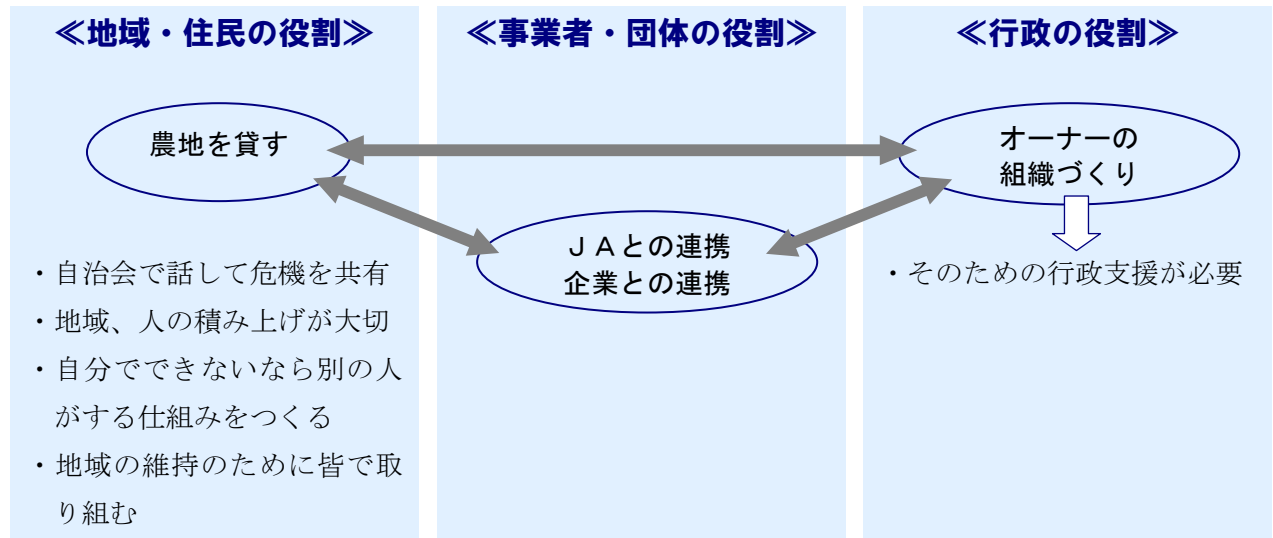 ≪地域・住民の役割≫
農地を貸す
・自治会で話して危機を共有
・地域、人の積み上げが大切
・自分でできないなら別の人
がする仕組みをつくる
・地域の維持のために皆で取
り組む
≪事業者・団体の役割≫
ＪＡとの連携
企業との連携
≪行政の役割≫
オーナーの
組織づくり
・そのための行政支援が必要